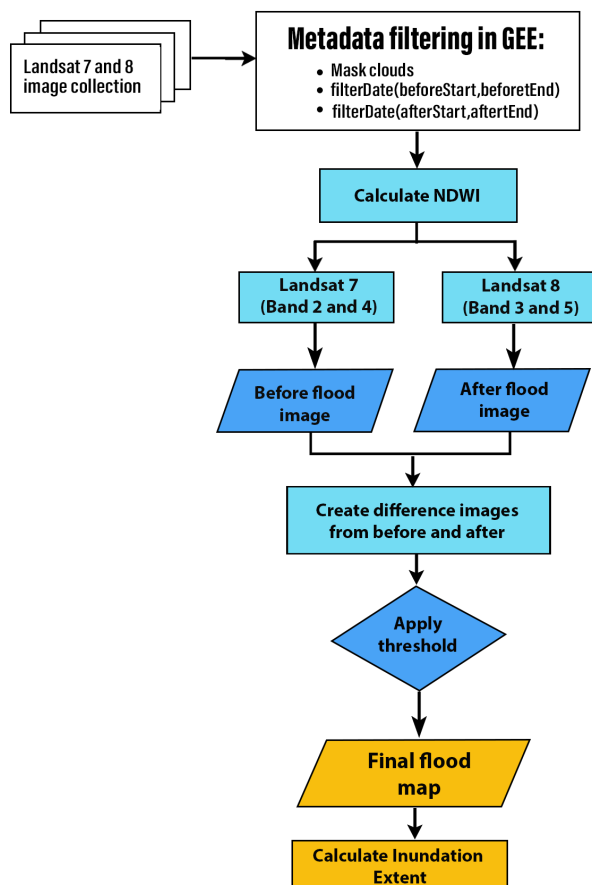 Landsat 7 and 8
image collection
Metadata filtering in GEE:
• Mask clouds
• filterDate(beforeStart,beforetEnd)
• filterDate(afterStart,aftertEnd)
Calculate NDWI
Landsat 7
(Band 2 and 4)
Landsat 8
(Band 3 and 5)
Before flood
image
After flood
image
Create difference images
from before and after
Apply
threshold
Final flood
map
Calculate Inundation
Extent